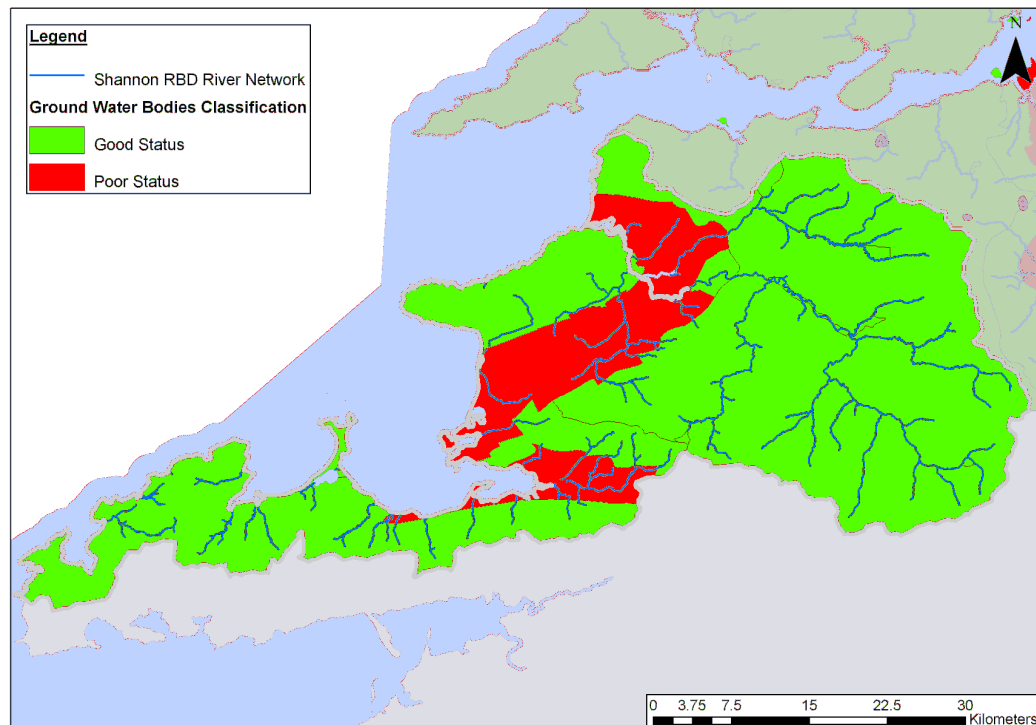 Legend
Shannon RBD River Network
Ground Water Bodies Classification
Good Status
Poor Status
N
0 3.75 7.5 15 22.5 30
Kilometers